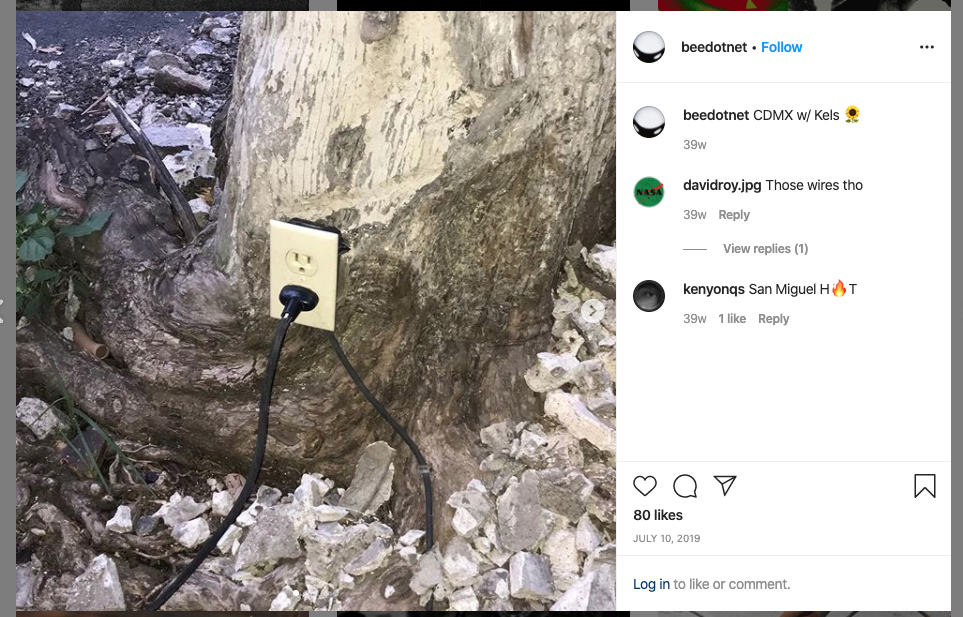 beedotnet • Follow
beedotnet CDMX w/ Kels 🌻
39w
NASA
davidroy.jpg Those wires tho
39w Reply
View replies (1)
kenyonqs San Miguel H🔥T
39w 1 like Reply
80 likes
JULY 10, 2019
Log in to like or comment.